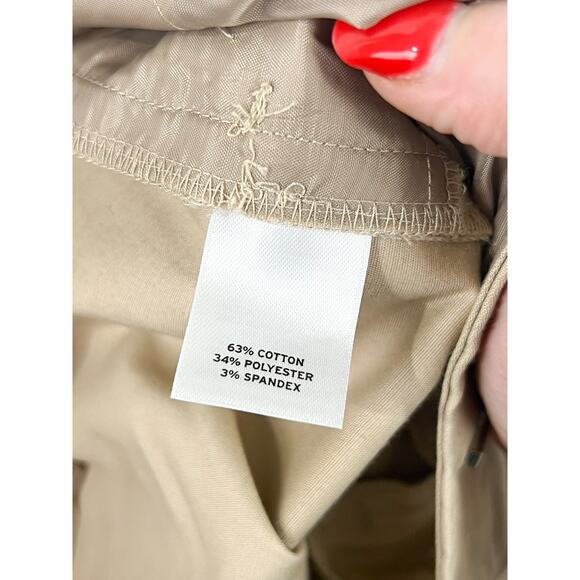 63% COTTON
34% POLYESTER
3% SPANDEX